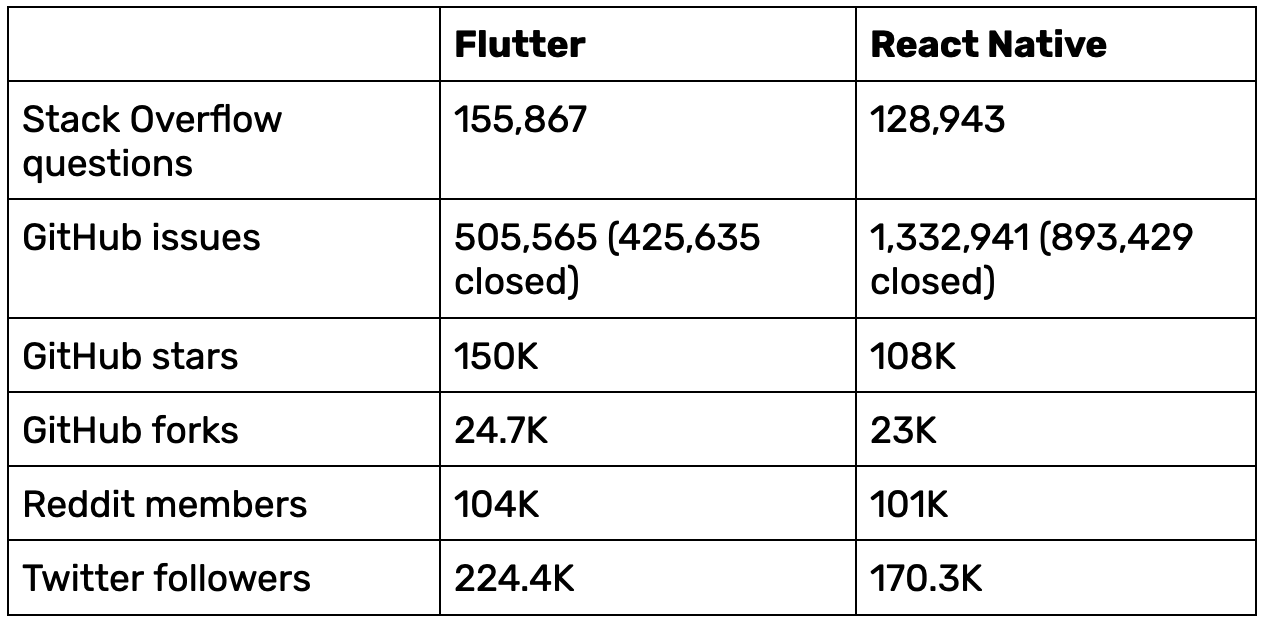 Flutter React Native
Stack Overflow questions 155,867 128,943
GitHub issues 505,565 (425,635 closed) 1,332,941 (893,429 closed)
GitHub stars 150K 108K
GitHub forks 24.7K 23K
Reddit members 104K 101K
Twitter followers 224.4K 170.3K